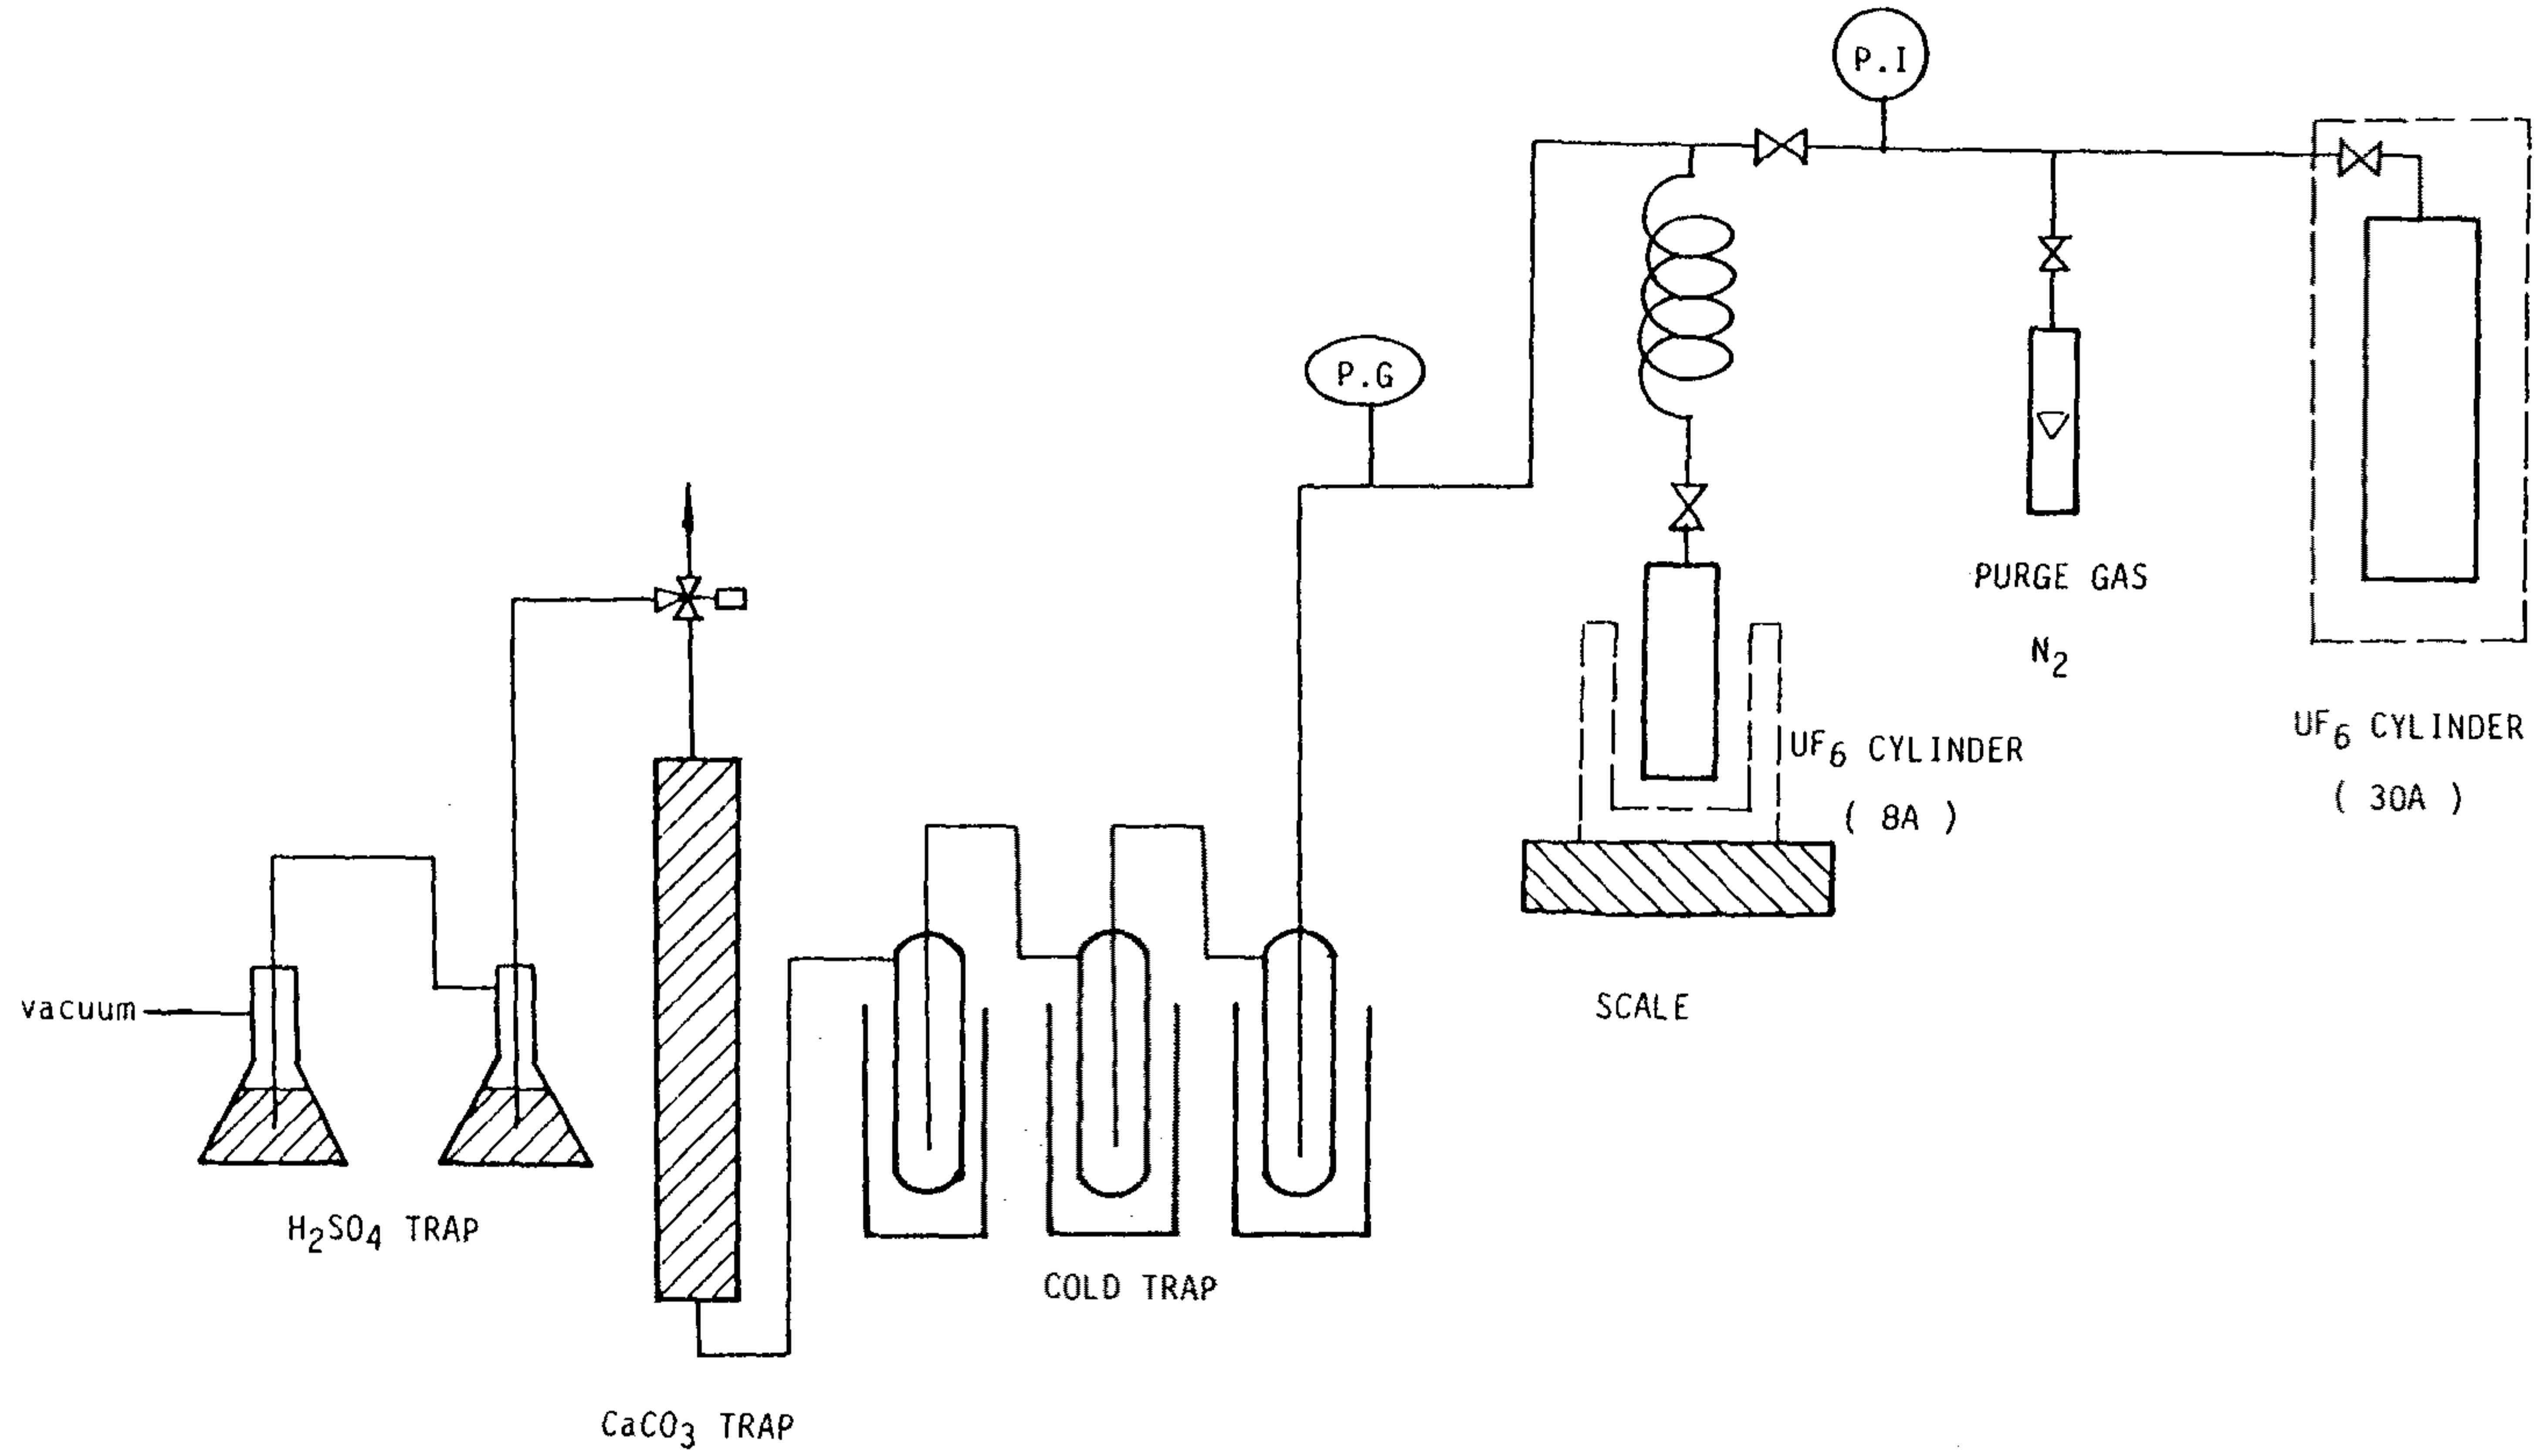 P.I
P.G
PURGE GAS
N2
UF6 CYLINDER
( 30A )
UF6 CYLINDER
( 8A )
SCALE
vacuum
H2SO4 TRAP
COLD TRAP
CaCO3 TRAP